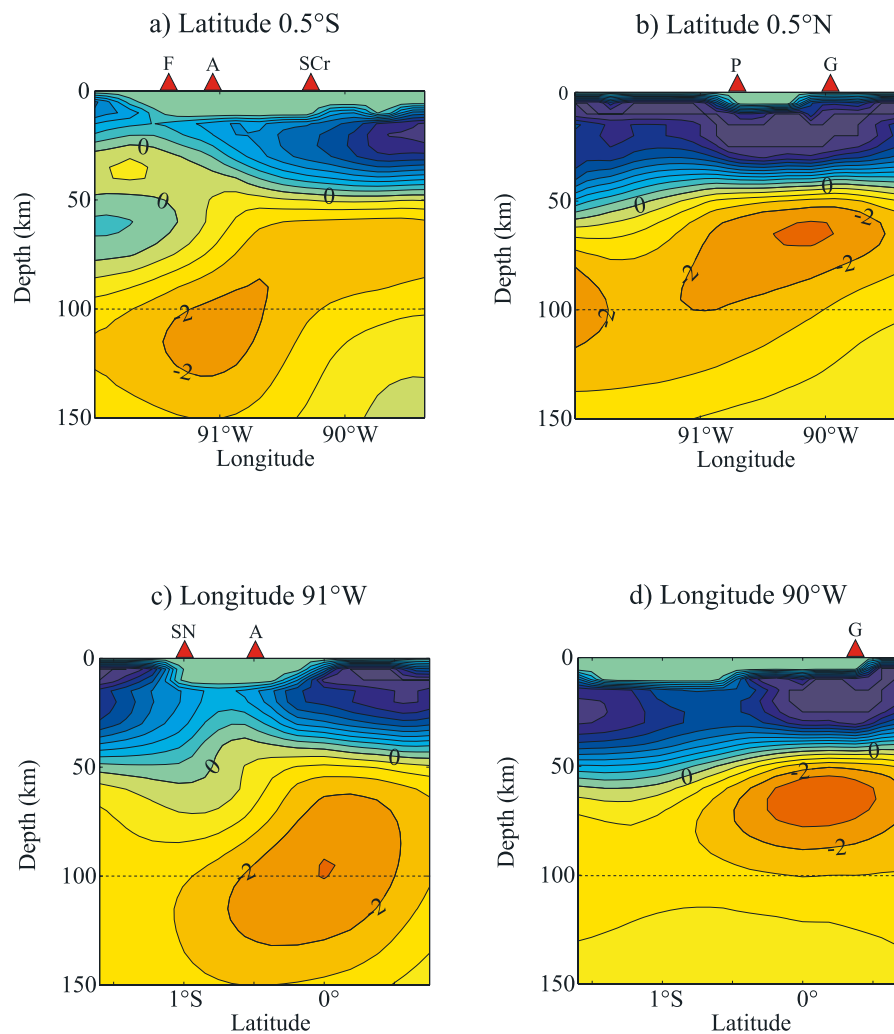 a) Latitude 0.5°S
F A SCr
0
0
0
0
50
-2
100
-2
150
91°W 90°W
Depth (km)
Longitude
b) Latitude 0.5°N
P G
0
0
0
-2
50
-2
-2
-2
100
150
91°W 90°W
Depth (km)
Longitude
c) Longitude 91°W
SN A
0
0
0
50
-2
-2
100
150
1°S 0°
Depth (km)
Latitude
d) Longitude 90°W
G
0
0
0
-2
50
-2
100
150
1°S 0°
Depth (km)
Latitude